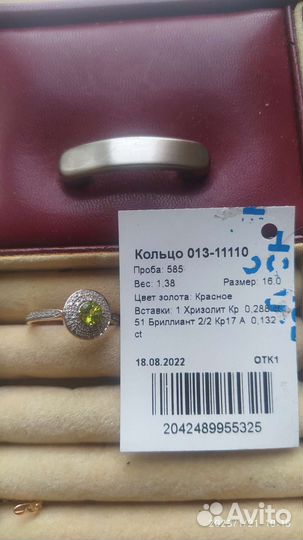 Кольцо 013-11110
Проба: 585
Вес: 1,38 Размер: 16.0
Цвет золота: Красное
Вставки: 1 Хризолит Кр 0,288
51 Бриллиант 2/2 Кр17 А 0,132
ct
18.08.2022 ОТК1
2042489955325
Avito